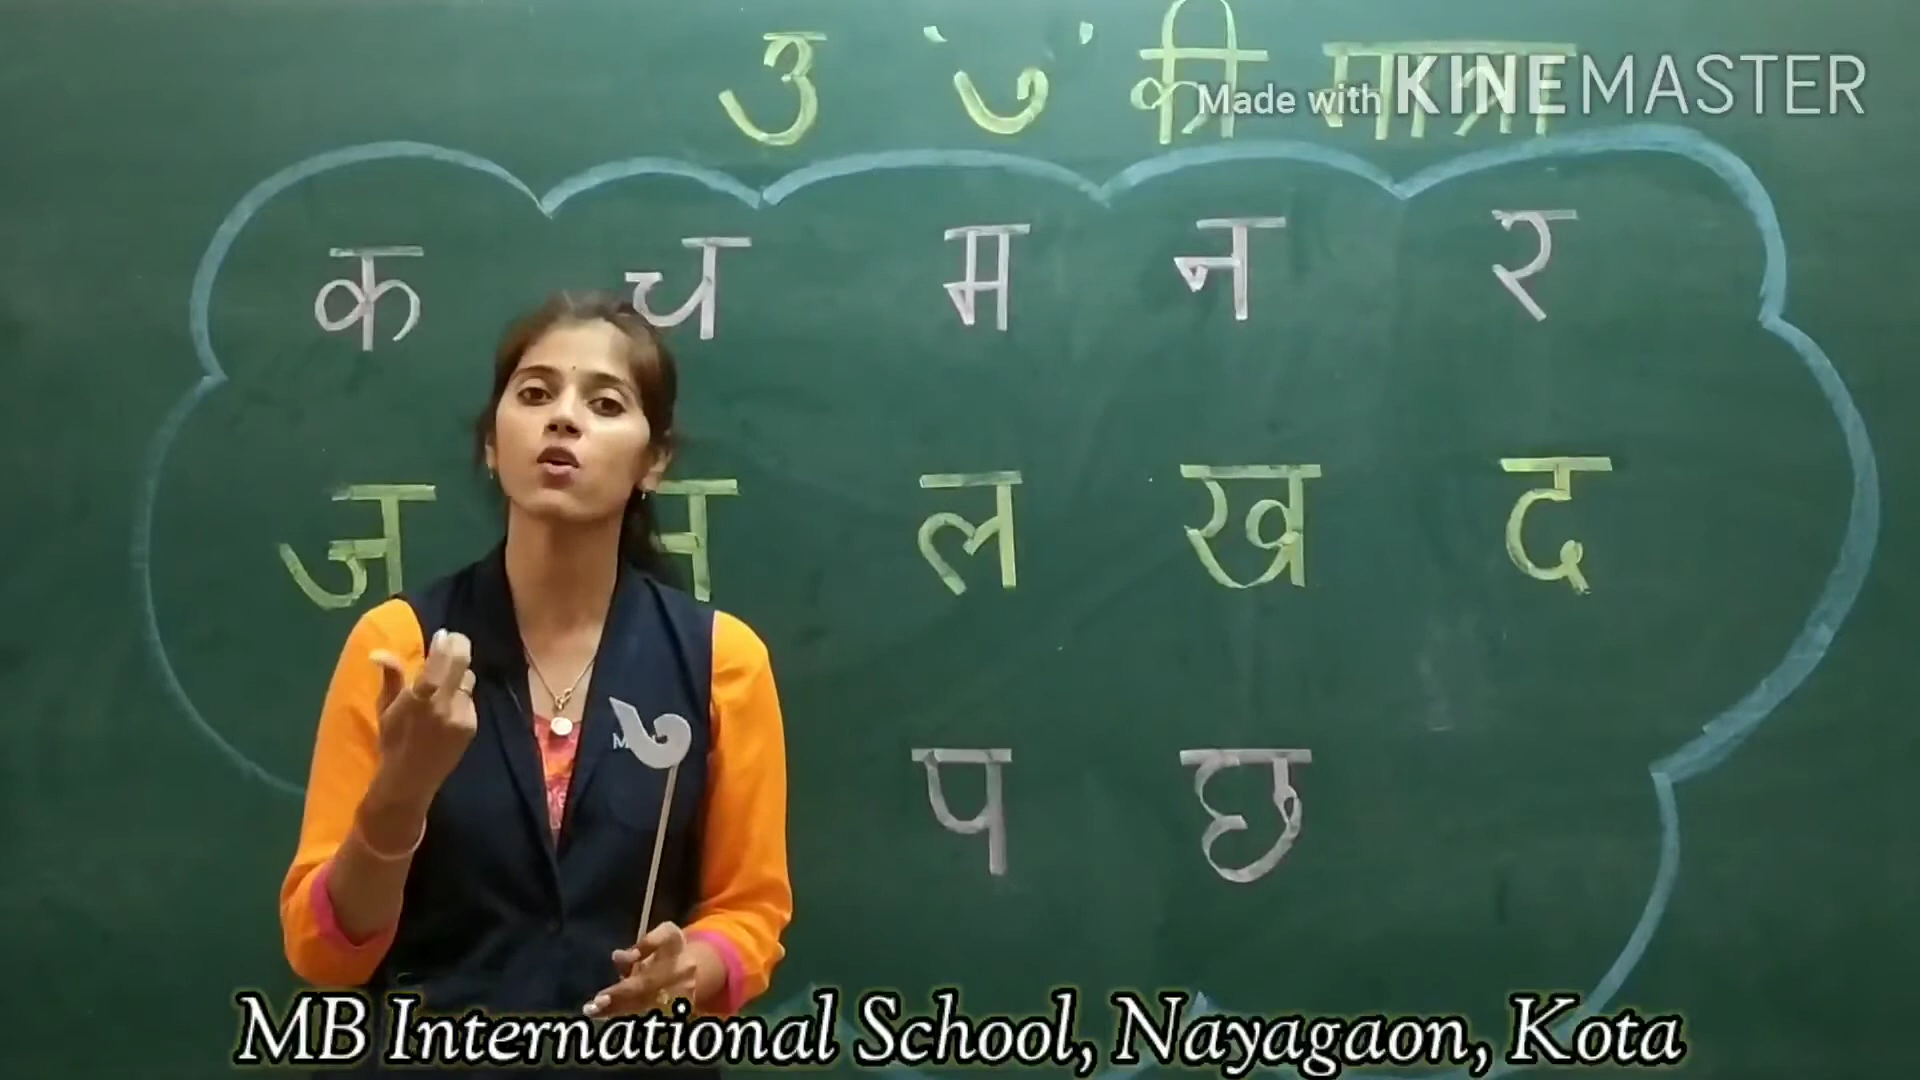 उ ' ु ' की मात्रा
Made with KINEMASTER
क च म न र
ज ल ख द
प छ
MB International School, Nayagaon, Kota